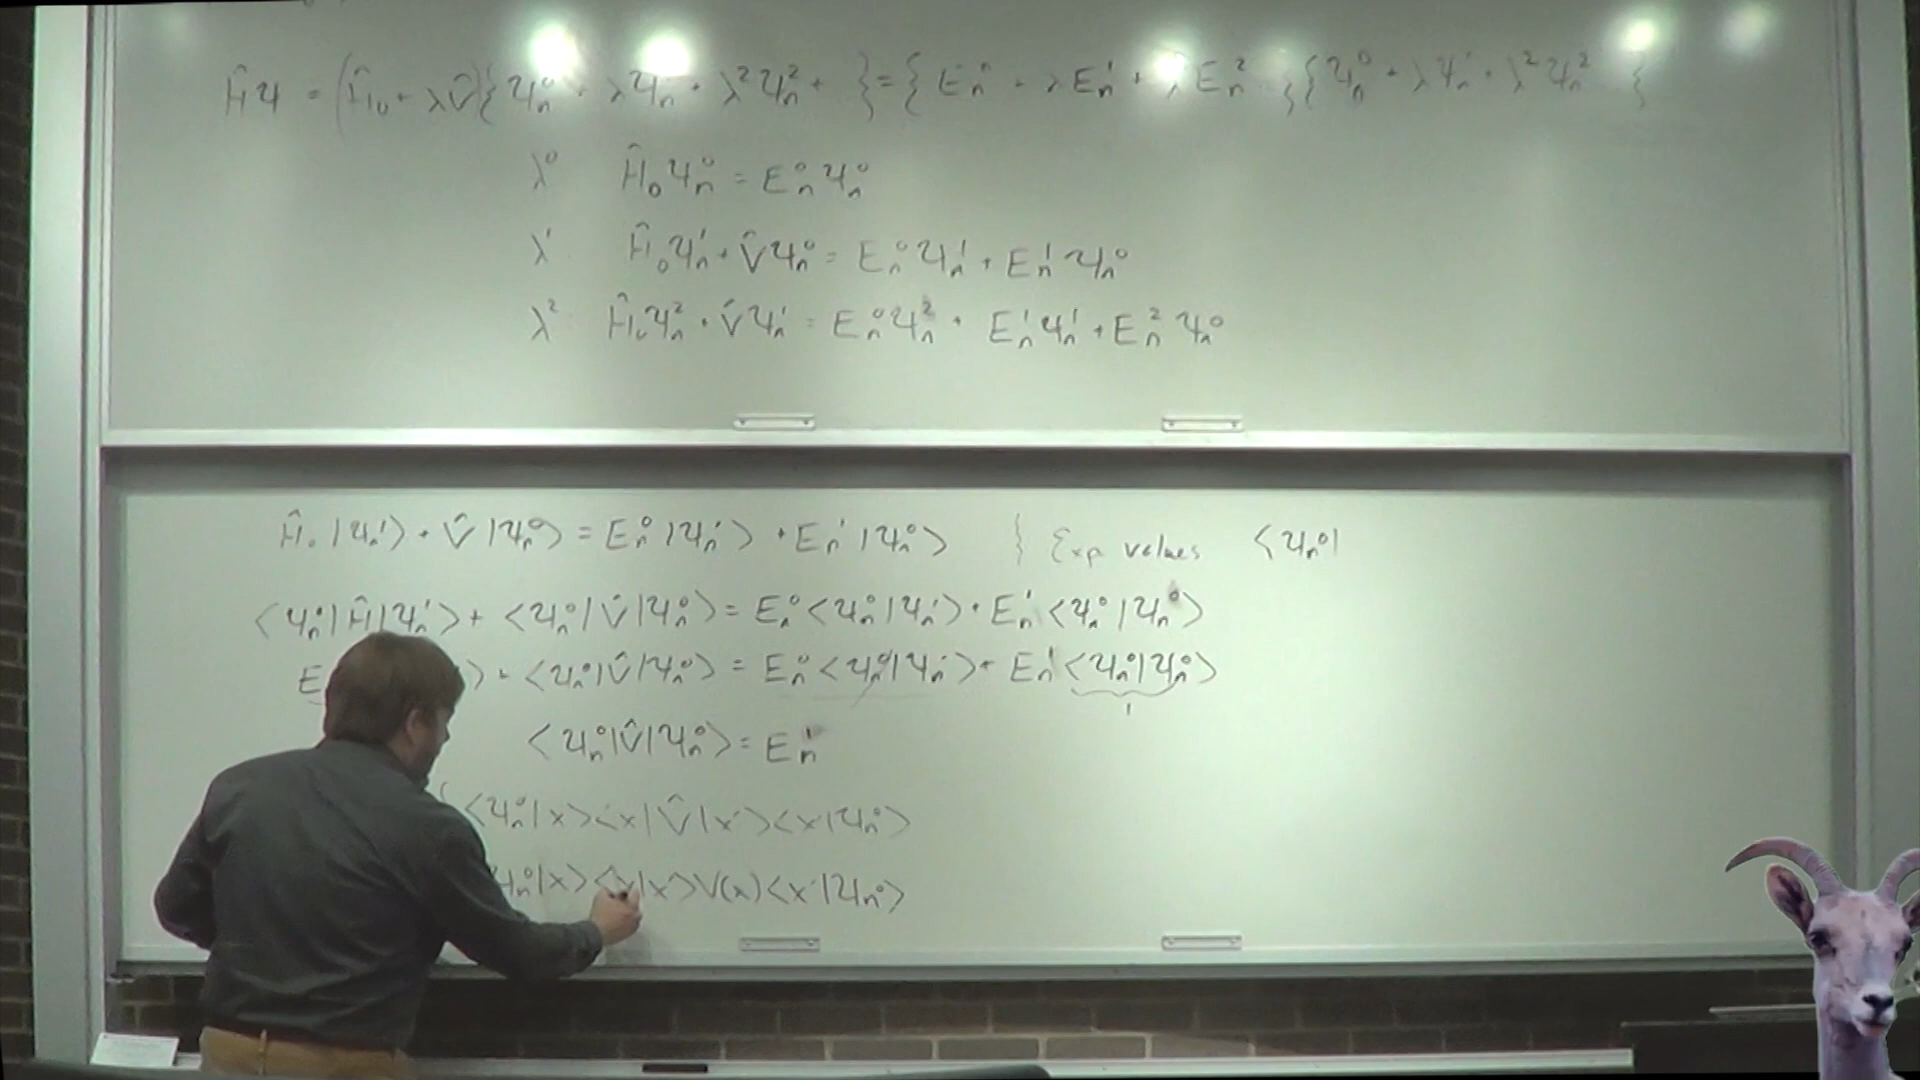 Ĥψ = (Ĥ₀ + λV̂){ψₙ⁰ + λψₙ¹ + λ²ψₙ² + } = {Eₙ⁰ + λEₙ¹ + λ²Eₙ² }{ψₙ⁰ + λψₙ¹ + λ²ψₙ² }
λ⁰ Ĥ₀ψₙ⁰ = Eₙ⁰ψₙ⁰
λ¹ Ĥ₀ψₙ¹ + V̂ψₙ⁰ = Eₙ⁰ψₙ¹ + Eₙ¹ψₙ⁰
λ² Ĥ₀ψₙ² + V̂ψₙ¹ = Eₙ⁰ψₙ² + Eₙ¹ψₙ¹ + Eₙ²ψₙ⁰
Ĥ₀|ψₙ¹⟩ + V̂|ψₙ⁰⟩ = Eₙ⁰|ψₙ¹⟩ + Eₙ¹|ψₙ⁰⟩ } Exp values ⟨ψₙ⁰|
⟨ψₙ⁰|Ĥ|ψₙ¹⟩ + ⟨ψₙ⁰|V̂|ψₙ⁰⟩ = Eₙ⁰⟨ψₙ⁰|ψₙ¹⟩ + Eₙ¹⟨ψₙ⁰|ψₙ⁰⟩
E ⟩ + ⟨ψₙ⁰|V̂|ψₙ⁰⟩ = Eₙ⁰⟨ψₙ⁰|ψₙ¹⟩ + Eₙ¹⟨ψₙ⁰|ψₙ⁰⟩
1
⟨ψₙ⁰|V̂|ψₙ⁰⟩ = Eₙ¹
⟨ψₙ⁰|x⟩⟨x|V̂|x'⟩⟨x'|ψₙ⁰⟩
ψₙ⁰|x⟩⟨x|x'⟩V(x)⟨x'|ψₙ⁰⟩